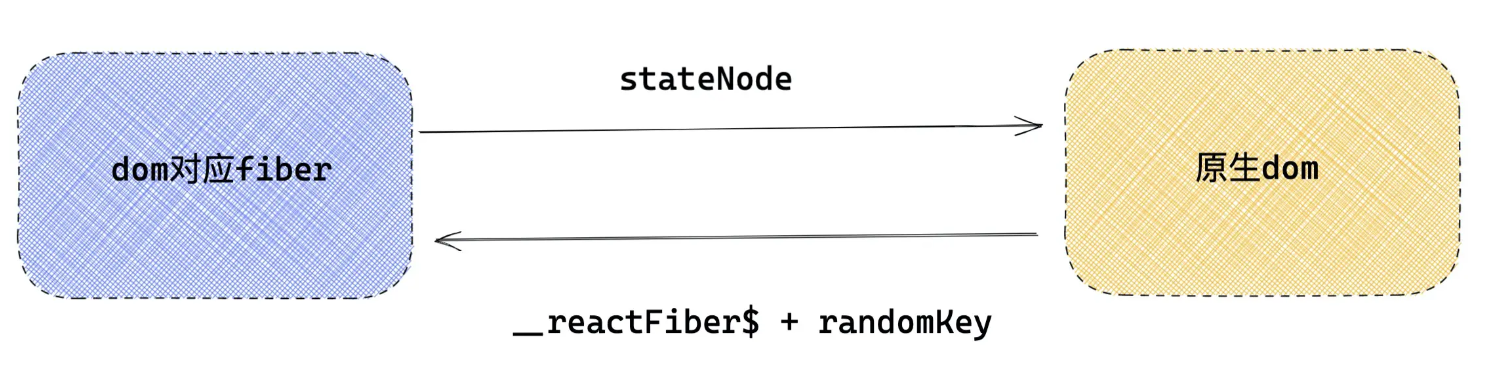 stateNode
dom对应fiber
原生dom
__reactFiber$ + randomKey